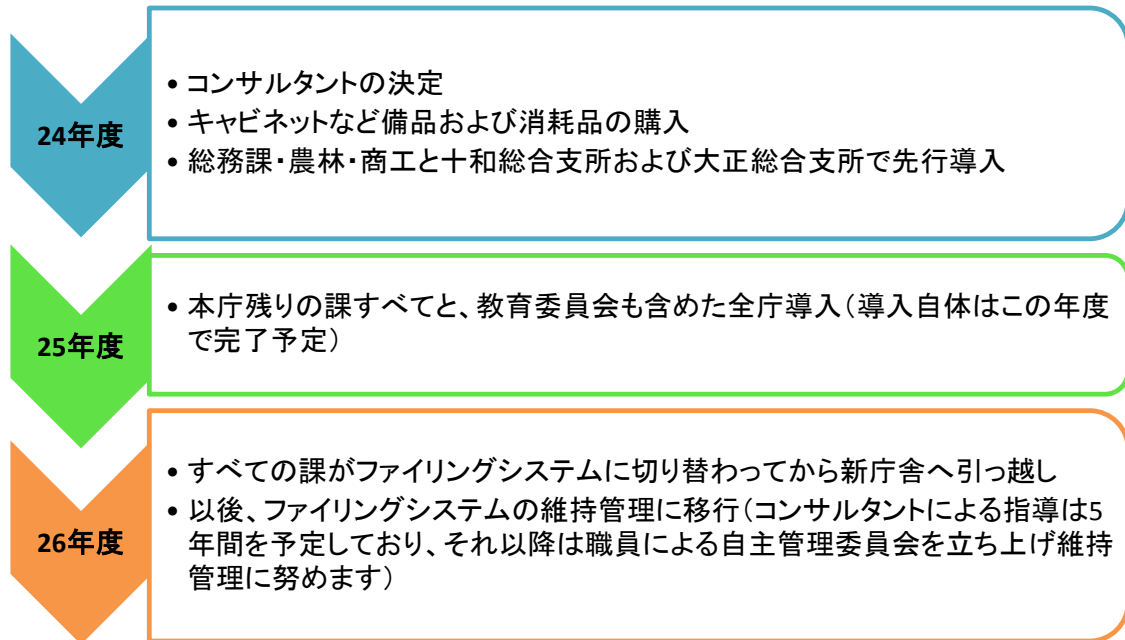 24年度
• コンサルタントの決定
• キャビネットなど備品および消耗品の購入
• 総務課・農林・商工と十和総合支所および大正総合支所で先行導入
25年度
• 本庁残りの課すべてと、教育委員会も含めた全庁導入（導入自体はこの年度
で完了予定）
26年度
• すべての課がファイリングシステムに切り替わってから新庁舎へ引っ越し
• 以後、ファイリングシステムの維持管理に移行（コンサルタントによる指導は5
年間を予定しており、それ以降は職員による自主管理委員会を立ち上げ維持
管理に努めます）